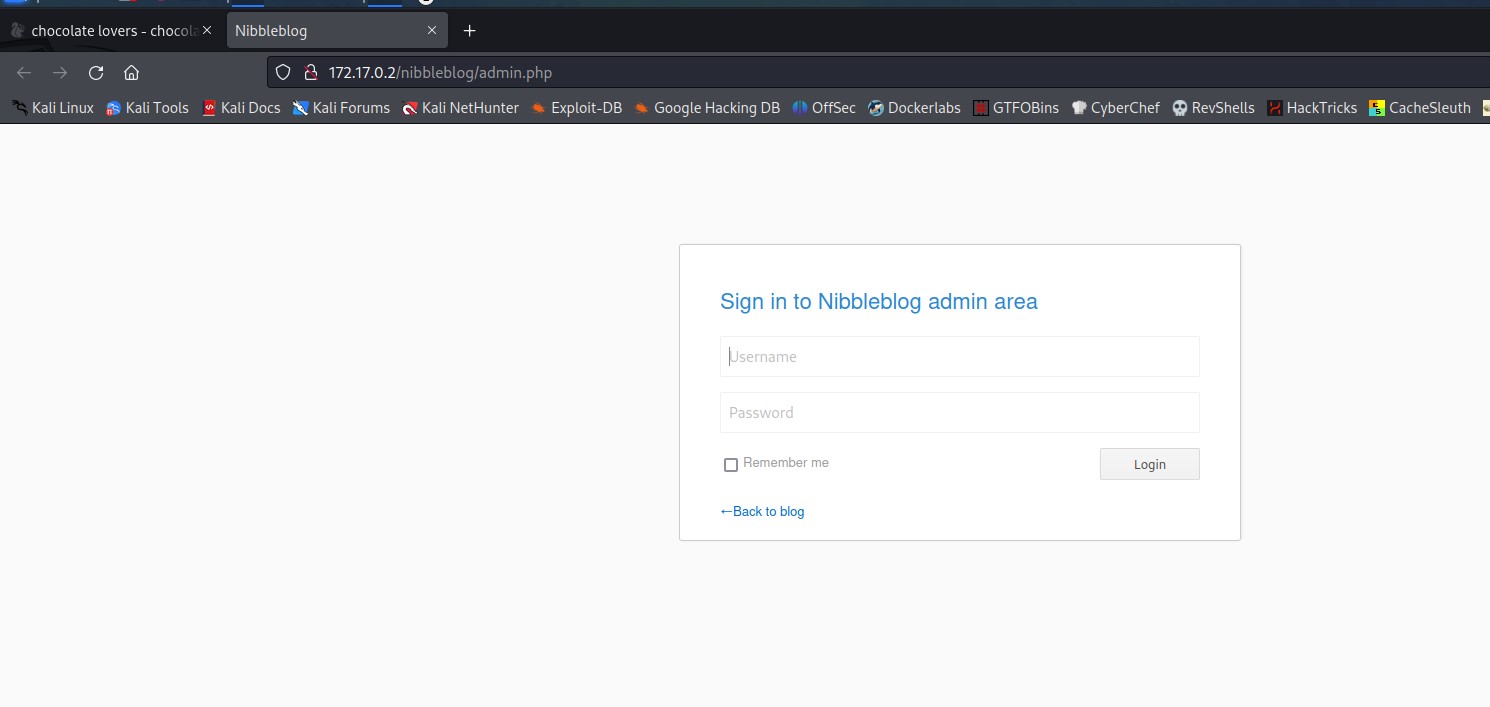 chocolate lovers - chocola
Nibbleblog
172.17.0.2/nibbleblog/admin.php
Kali Linux Kali Tools Kali Docs Kali Forums Kali NetHunter Exploit-DB Google Hacking DB OffSec Dockerlabs GTFOBins CyberChef RevShells HackTricks CacheSleuth
Sign in to Nibbleblog admin area
Username
Password
Remember me
Login
←Back to blog